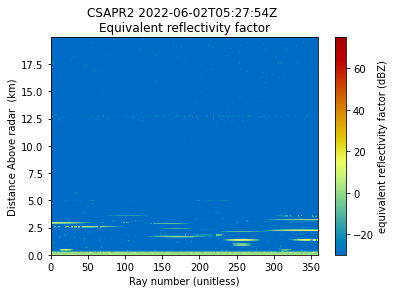 CSAPR2 2022-06-02T05:27:54Z
Equivalent reflectivity factor
Distance Above radar (km)
17.5
15.0
12.5
10.0
7.5
5.0
2.5
0.0
0 50 100 150 200 250 300 350
Ray number (unitless)
60
40
20
0
−20
equivalent reflectivity factor (dBZ)